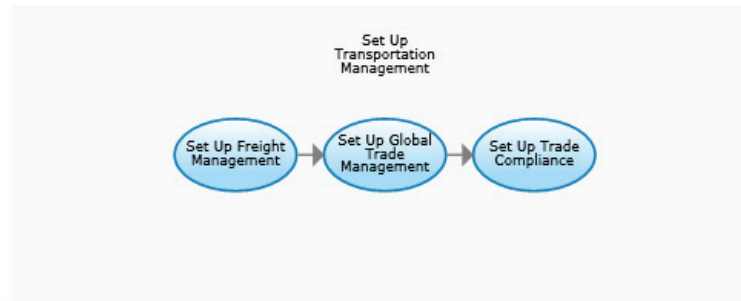 Set Up
Transportation
Management
Set Up Freight
Management
Set Up Global
Trade
Management
Set Up Trade
Compliance